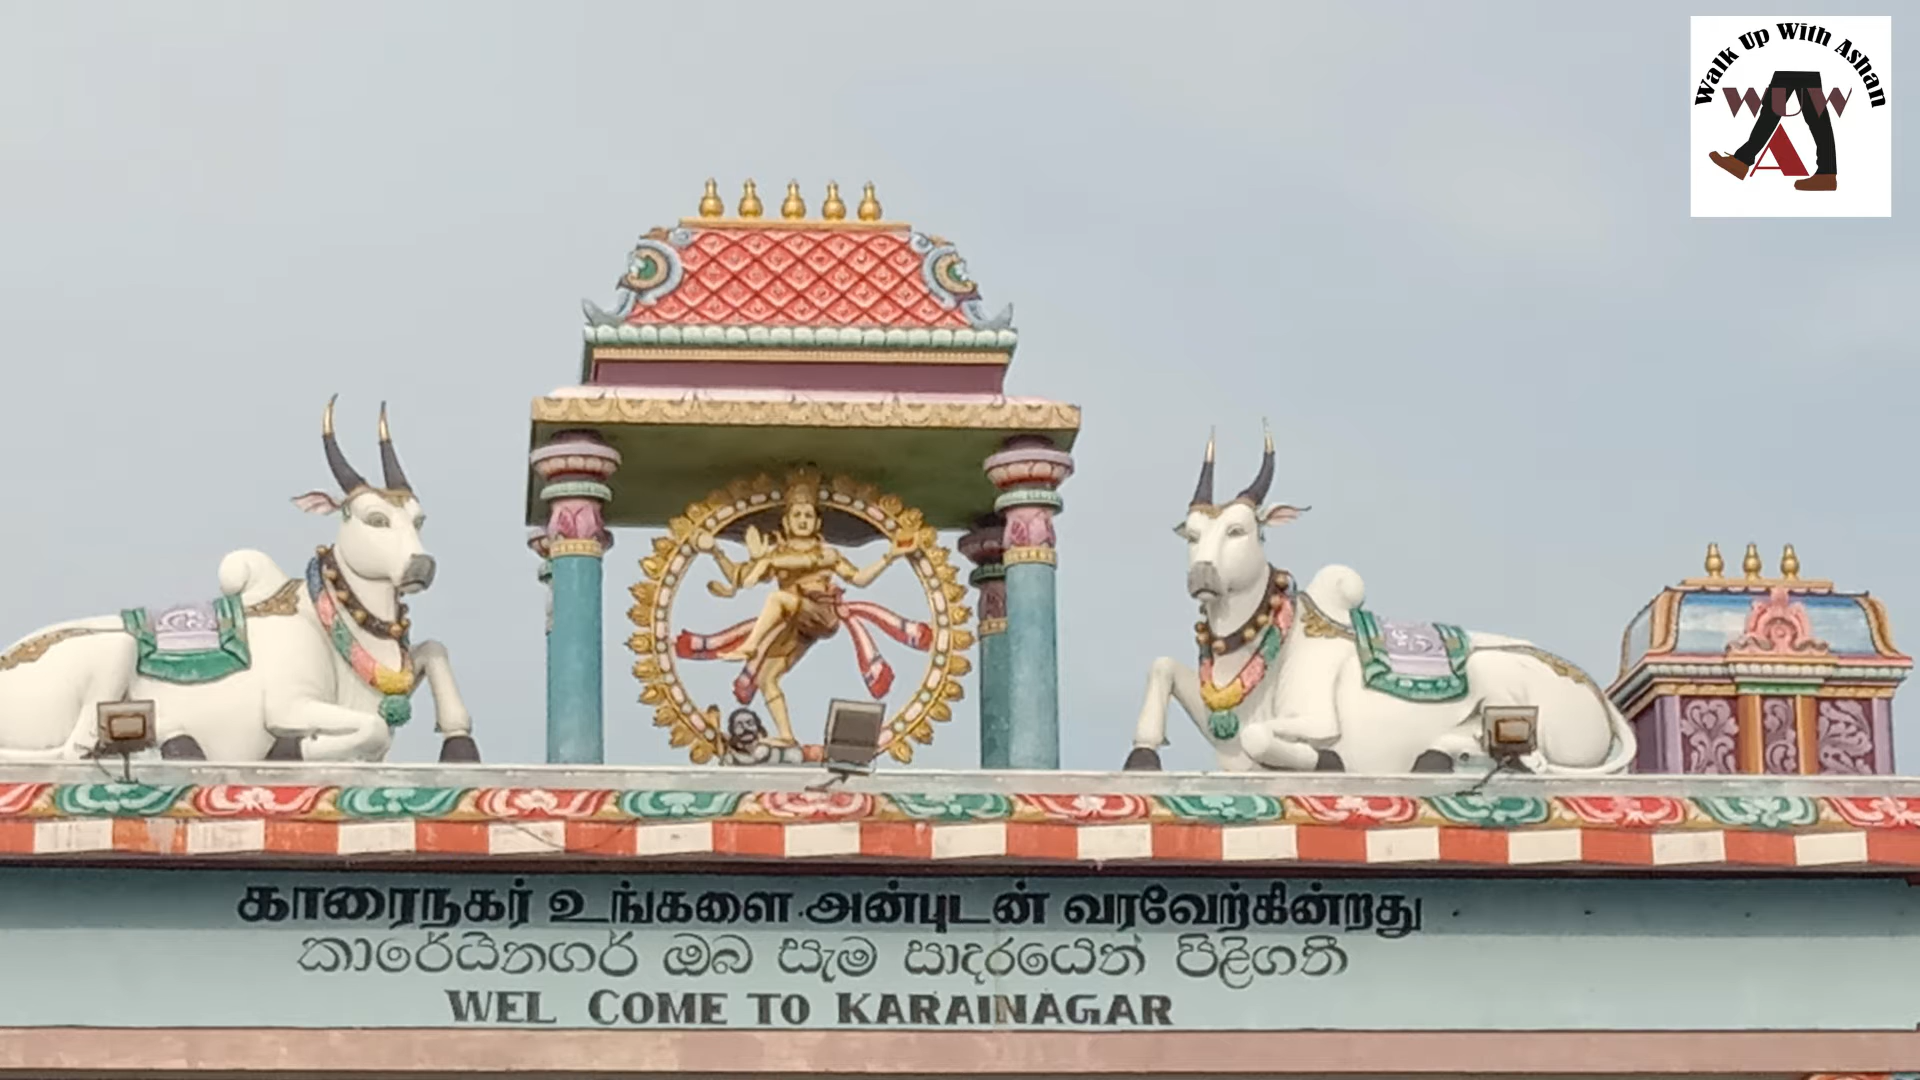 Walk Up With Ashan
WUW
A
காரைநகர் உங்களை அன்புடன் வரவேற்கின்றது
කාරේයිනගර් ඔබ සැම සාදරයෙන් පිළිගනී
WEL COME TO KARAINAGAR